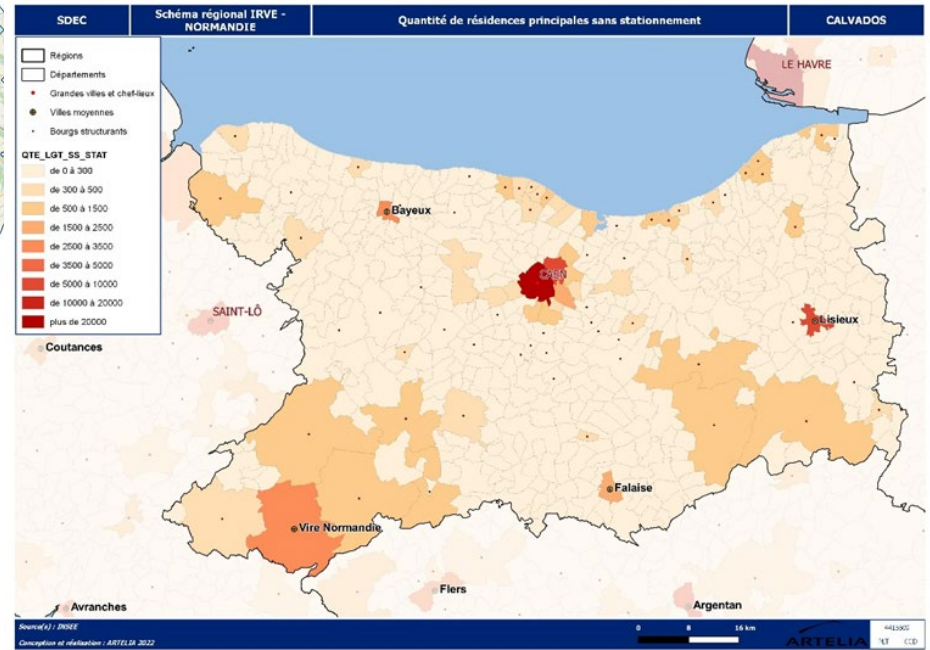 SDEC
Schéma régional IRVE -
NORMANDIE
Quantité de résidences principales sans stationnement
CALVADOS
Régions
Départements
Grandes villes et chef-lieux
Villes moyennes
Bourgs structurants
QTE_LGT_SS_STAT
de 0 à 300
de 300 à 500
de 500 à 1500
de 1500 à 2500
de 2500 à 3500
de 3500 à 5000
de 5000 à 10000
de 10000 à 20000
plus de 20000
LE HAVRE
Bayeux
CAEN
SAINT-LÔ
Lisieux
Coutances
Falaise
Vire Normandie
Flers
Avranches
Argentan
Source(s) : INSEE
Conception et réalisation : ARTELIA 2022
0 8 16 km
ARTELIA